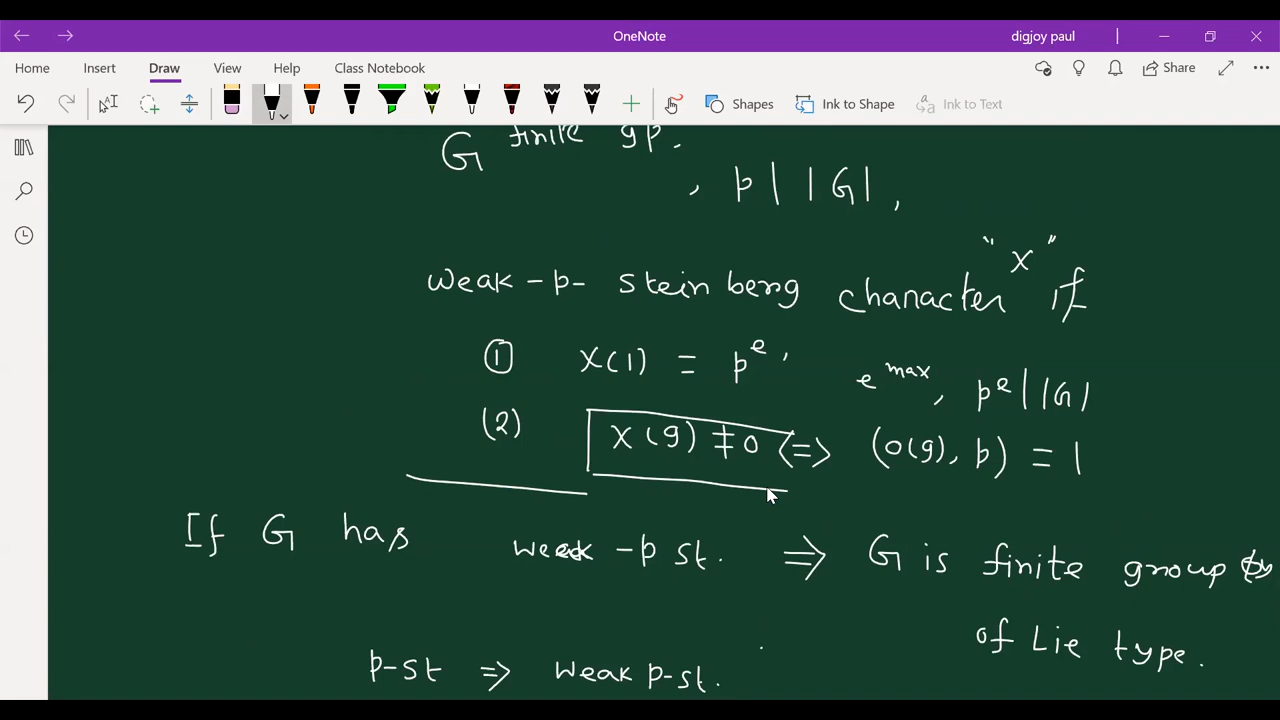 OneNote
digjoy paul
Home Insert Draw View Help Class Notebook Share
Shapes Ink to Shape Ink to Text
G finite gp.
, p | |G|,
weak-p- steinberg character "χ" if
① χ(1) = p^e, e max, p^e | |G|
(2) χ(g) ≠ 0 <=> (o(g), p) = 1
If G has weak -p st. => G is finite group
of Lie type.
p-st => weak p-st.